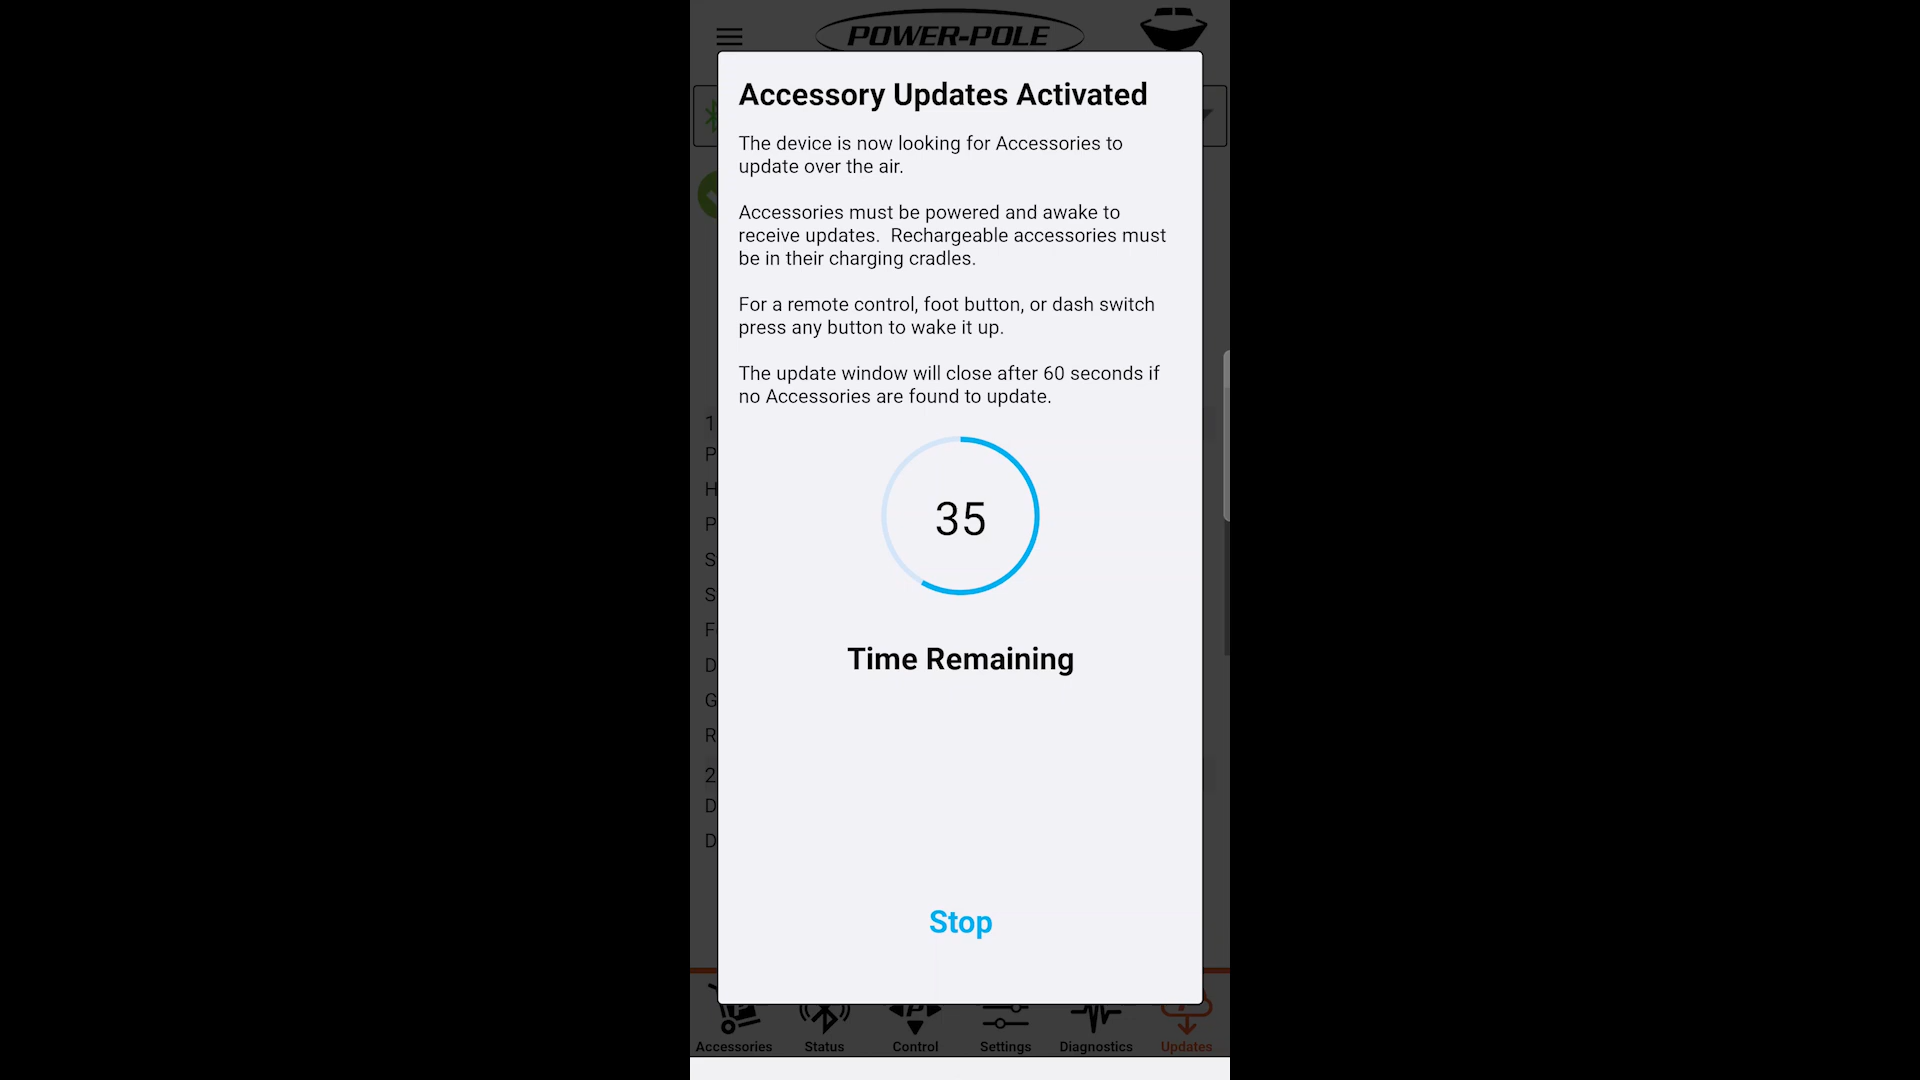 POWER-POLE
Accessory Updates Activated
The device is now looking for Accessories to
update over the air.
Accessories must be powered and awake to
receive updates.  Rechargeable accessories must
be in their charging cradles.
For a remote control, foot button, or dash switch
press any button to wake it up.
The update window will close after 60 seconds if
no Accessories are found to update.
1
P
H
P
S
S
F
D
G
R
2
D
D
35
Time Remaining
Stop
Accessories Status Control Settings Diagnostics Updates